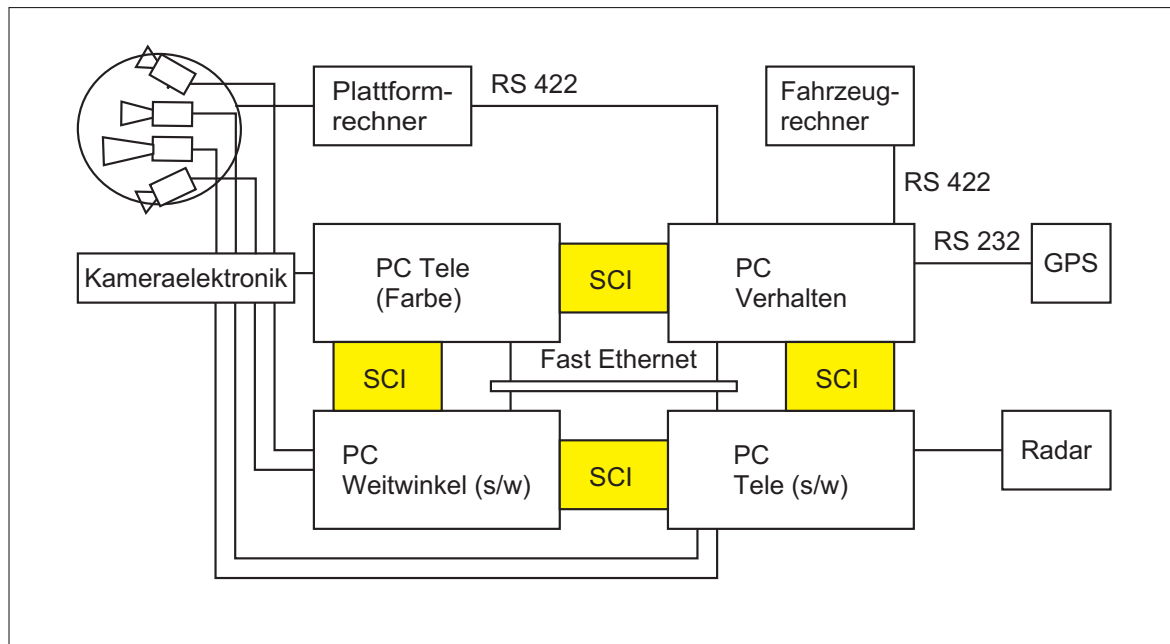 Plattform-
rechner
RS 422
Fahrzeug-
rechner
RS 422
Kameraelektronik
PC Tele
(Farbe)
SCI
PC
Verhalten
RS 232
GPS
SCI
Fast Ethernet
SCI
PC
Weitwinkel (s/w)
SCI
PC
Tele (s/w)
Radar